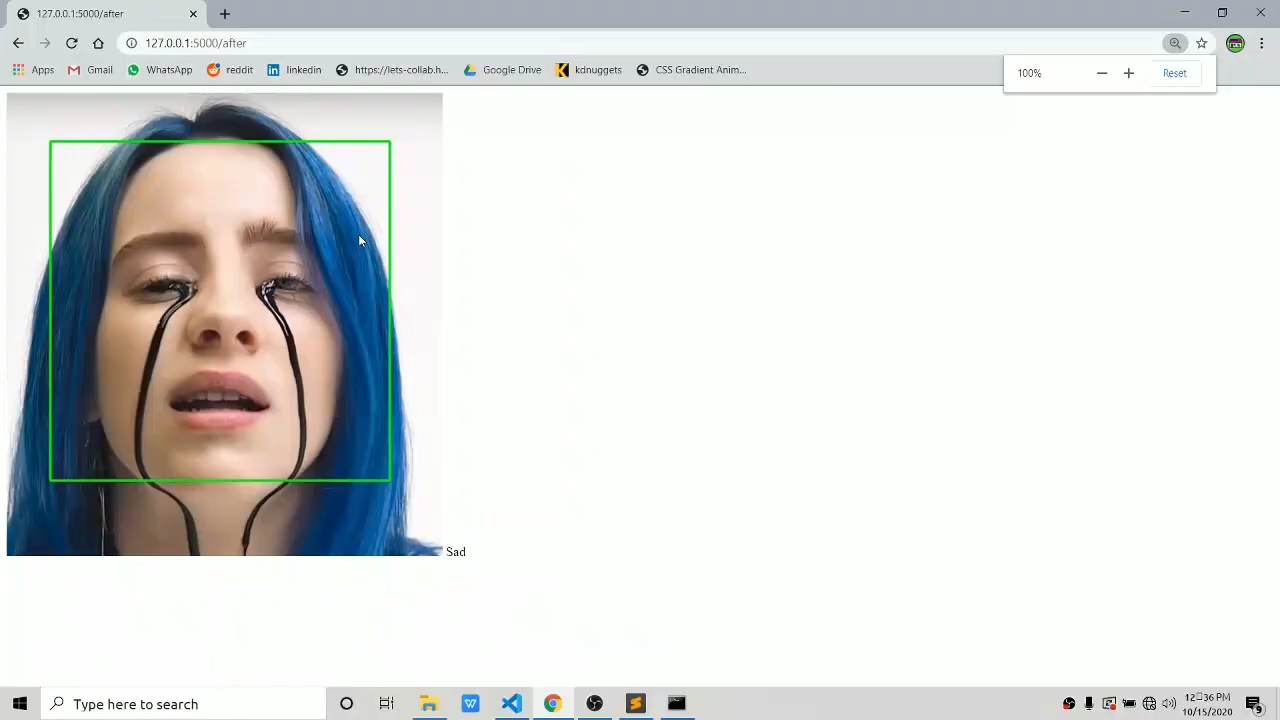 127.0.0.1:5000/after
127.0.0.1:5000/after
Apps Gmail WhatsApp reddit linkedin https://lets-collab.h... Google Drive kdnuggets CSS Gradient Anim...
100% Reset
Sad
Type here to search
12:36 PM
10/15/2020